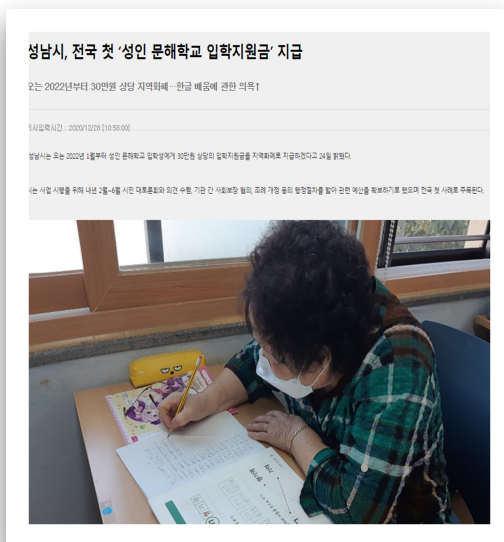 성남시, 전국 첫 '성인 문해학교 입학지원금' 지급
오는 2022년부터 30만원 상당 지역화폐…한글 배움에 관한 의욕↑
기사입력시간 : 2020/12/28 [10:58:00]
성남시는 오는 2022년 1월부터 성인 문해학교 입학생에게 30만원 상당의 입학지원금을 지역화폐로 지급하겠다고 24일 밝혔다.
시는 사업 시행을 위해 내년 2월~6월 시민 대토론회와 의견 수렴, 기관 간 사회보장 협의, 조례 개정 등의 행정절차를 밟아 관련 예산을 확보하기로 했으며 전국 첫 사례로 주목된다.